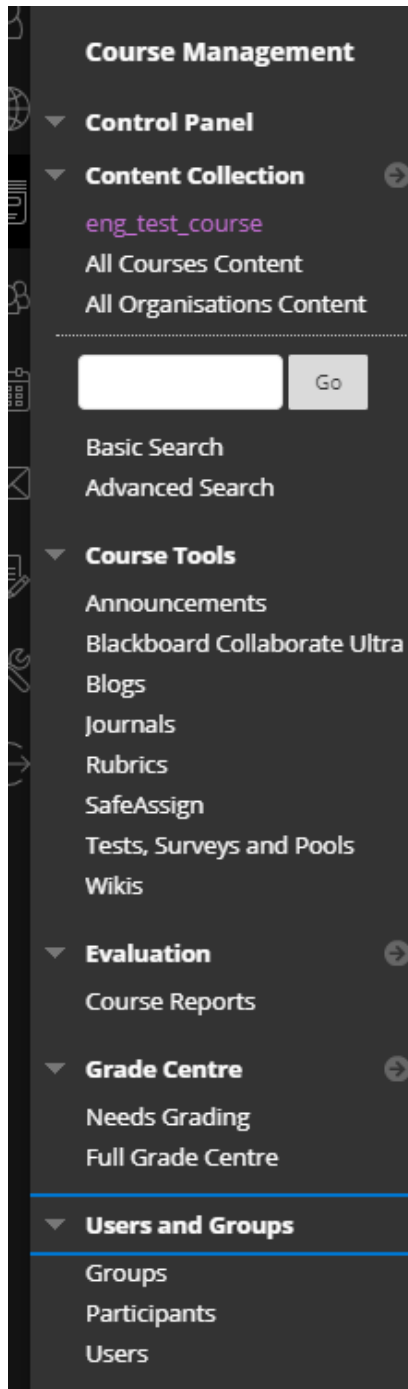 Course Management
Control Panel
Content Collection
eng_test_course
All Courses Content
All Organisations Content
Go
Basic Search
Advanced Search
Course Tools
Announcements
Blackboard Collaborate Ultra
Blogs
Journals
Rubrics
SafeAssign
Tests, Surveys and Pools
Wikis
Evaluation
Course Reports
Grade Centre
Needs Grading
Full Grade Centre
Users and Groups
Groups
Participants
Users